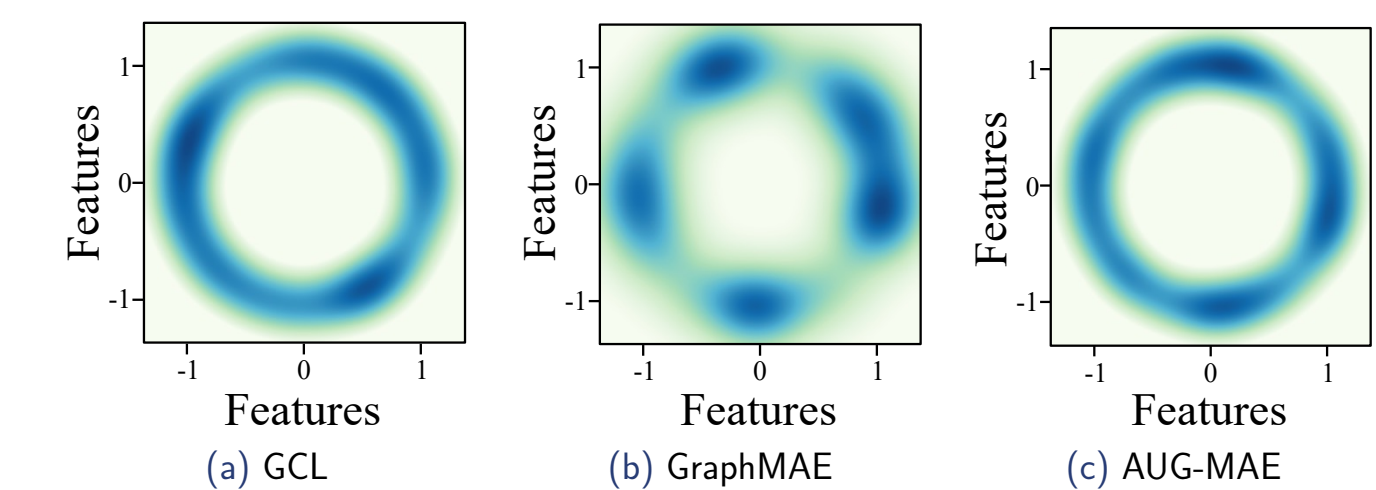 Features
1
0
-1
-1 0 1
Features
(a) GCL
Features
1
0
-1
-1 0 1
Features
(b) GraphMAE
Features
1
0
-1
-1 0 1
Features
(c) AUG-MAE